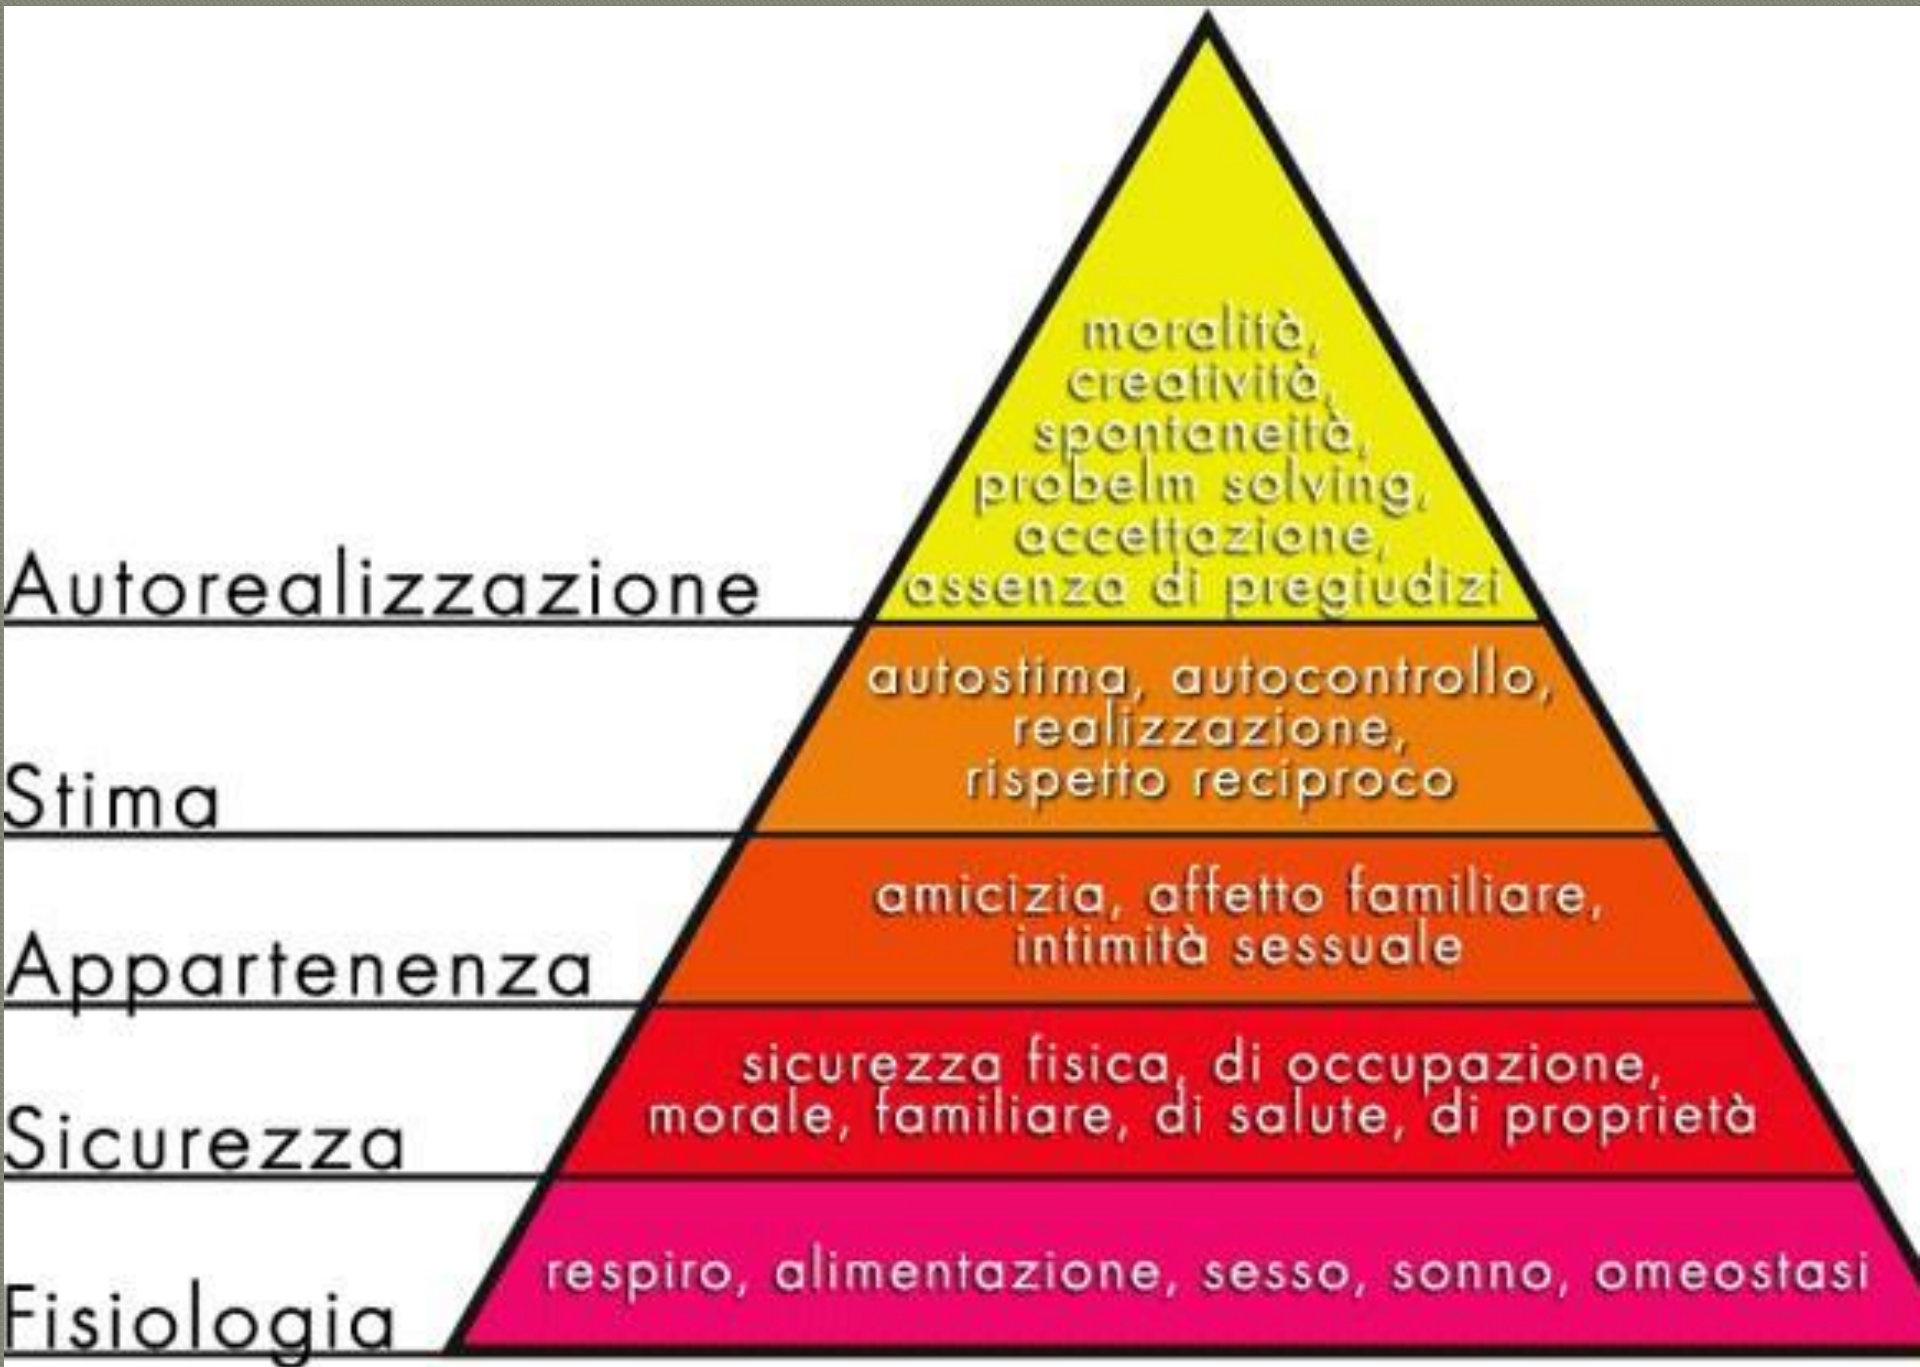 moralità,
creatività,
spontaneità,
probelm solving,
accettazione,
assenza di pregiudizi
Autorealizzazione
autostima, autocontrollo,
realizzazione,
rispetto reciproco
Stima
amicizia, affetto familiare,
intimità sessuale
Appartenenza
sicurezza fisica, di occupazione,
morale, familiare, di salute, di proprietà
Sicurezza
respiro, alimentazione, sesso, sonno, omeostasi
Fisiologia